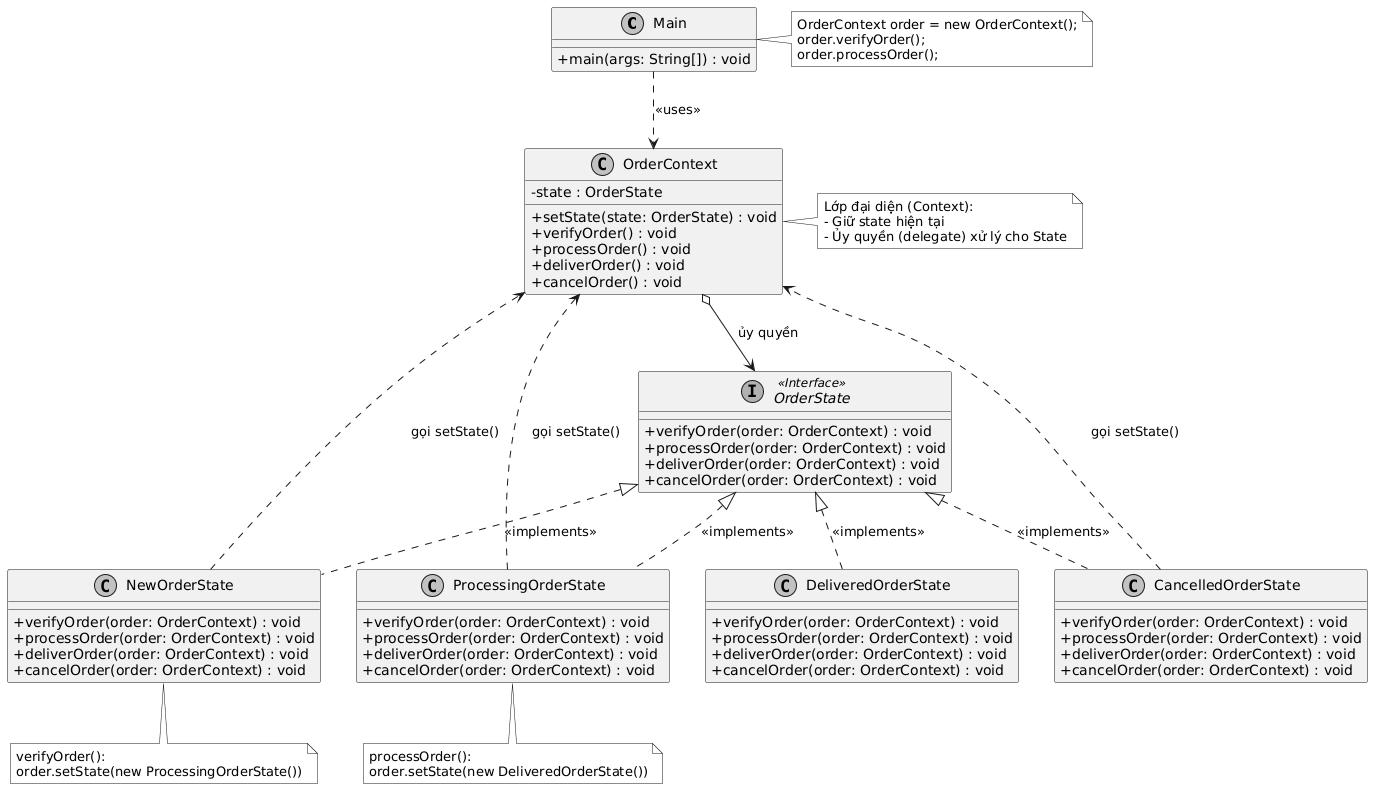 C Main
+main(args: String[]) : void
OrderContext order = new OrderContext();
order.verifyOrder();
order.processOrder();
«uses»
C OrderContext
-state : OrderState
+setState(state: OrderState) : void
+verifyOrder() : void
+processOrder() : void
+deliverOrder() : void
+cancelOrder() : void
Lớp đại diện (Context):
- Giữ state hiện tại
- Ủy quyền (delegate) xử lý cho State
ủy quyền
«Interface»
I OrderState
+verifyOrder(order: OrderContext) : void
+processOrder(order: OrderContext) : void
+deliverOrder(order: OrderContext) : void
+cancelOrder(order: OrderContext) : void
gọi setState()
gọi setState()
gọi setState()
«implements»
«implements»
«implements»
«implements»
C NewOrderState
+verifyOrder(order: OrderContext) : void
+processOrder(order: OrderContext) : void
+deliverOrder(order: OrderContext) : void
+cancelOrder(order: OrderContext) : void
C ProcessingOrderState
+verifyOrder(order: OrderContext) : void
+processOrder(order: OrderContext) : void
+deliverOrder(order: OrderContext) : void
+cancelOrder(order: OrderContext) : void
C DeliveredOrderState
+verifyOrder(order: OrderContext) : void
+processOrder(order: OrderContext) : void
+deliverOrder(order: OrderContext) : void
+cancelOrder(order: OrderContext) : void
C CancelledOrderState
+verifyOrder(order: OrderContext) : void
+processOrder(order: OrderContext) : void
+deliverOrder(order: OrderContext) : void
+cancelOrder(order: OrderContext) : void
verifyOrder():
order.setState(new ProcessingOrderState())
processOrder():
order.setState(new DeliveredOrderState())